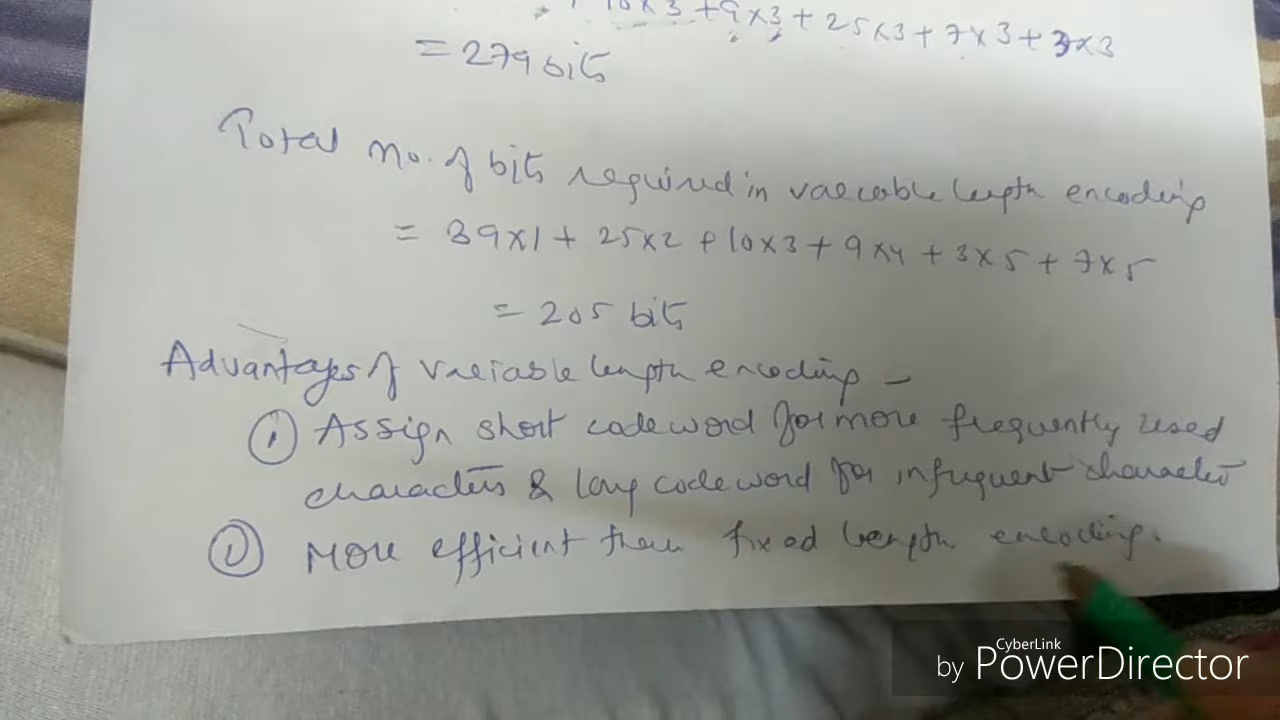 10x3 +9x3 + 25x3 + 7x3 + 3x3
= 279 bits
Total no. of bits required in variable length encoding
= 39x1 + 25x2 + 10x3 + 9x4 + 3x5 + 7x5
= 205 bits
Advantages of variable length encoding -
① Assign short codeword for more frequently used
characters & long codeword for infrequent character
② More efficient than fixed length encoding.
CyberLink
by PowerDirector